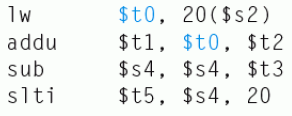 lw $t0, 20($s2)
addu $t1, $t0, $t2
sub $s4, $s4, $t3
slti $t5, $s4, 20